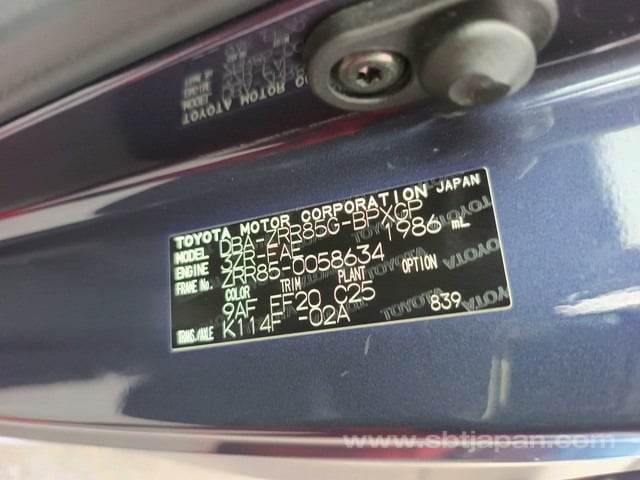 TOYOTA MOTOR CORPORATION JAPAN
MODEL DBA-ZRR85G-BPXGP
ENGINE 3ZR-FAE 1986 mL
FRAME No. ZRR85-0058634
COLOR TRIM PLANT OPTION
9AF EF20 C25
TRANS/AXLE K114F -02A 839
www.sbtjapan.com